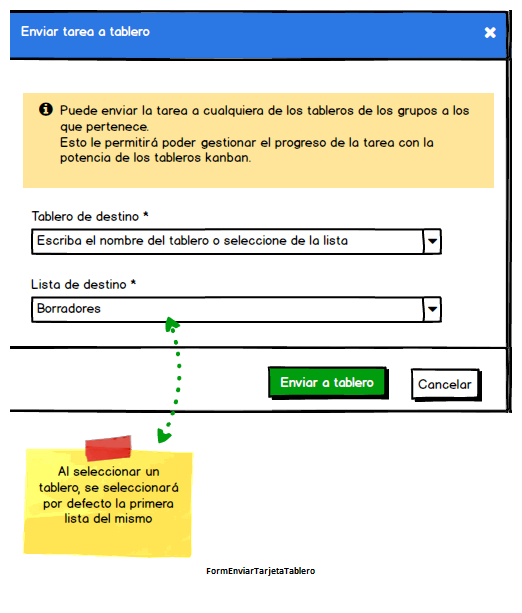 Enviar tarea a tablero
Puede enviar la tarea a cualquiera de los tableros de los grupos a los
que pertenece.
Esto le permitirá poder gestionar el progreso de la tarea con la
potencia de los tableros kanban.
Tablero de destino *
Escriba el nombre del tablero o seleccione de la lista
Lista de destino *
Borradores
Enviar a tablero
Cancelar
Al seleccionar un
tablero, se seleccionará
por defecto la primera
lista del mismo
FormEnviarTarjetaTablero